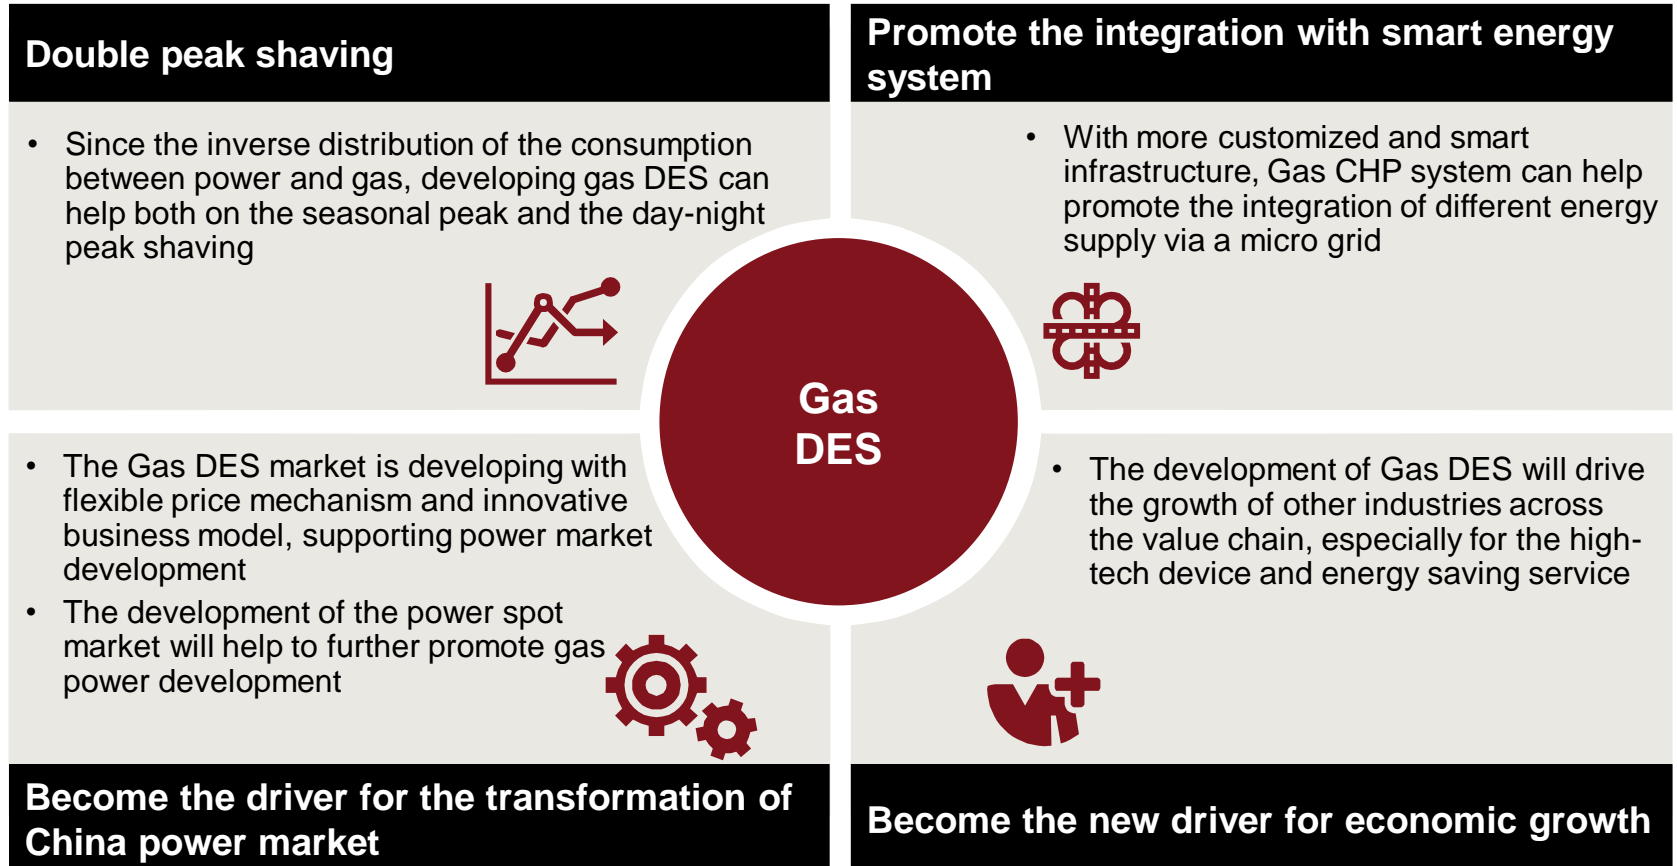 Double peak shaving
• Since the inverse distribution of the consumption
between power and gas, developing gas DES can
help both on the seasonal peak and the day-night
peak shaving
Promote the integration with smart energy
system
• With more customized and smart
infrastructure, Gas CHP system can help
promote the integration of different energy
supply via a micro grid
Gas
DES
• The Gas DES market is developing with
flexible price mechanism and innovative
business model, supporting power market
development
• The development of the power spot
market will help to further promote gas
power development
Become the driver for the transformation of
China power market
• The development of Gas DES will drive
the growth of other industries across
the value chain, especially for the high-
tech device and energy saving service
Become the new driver for economic growth